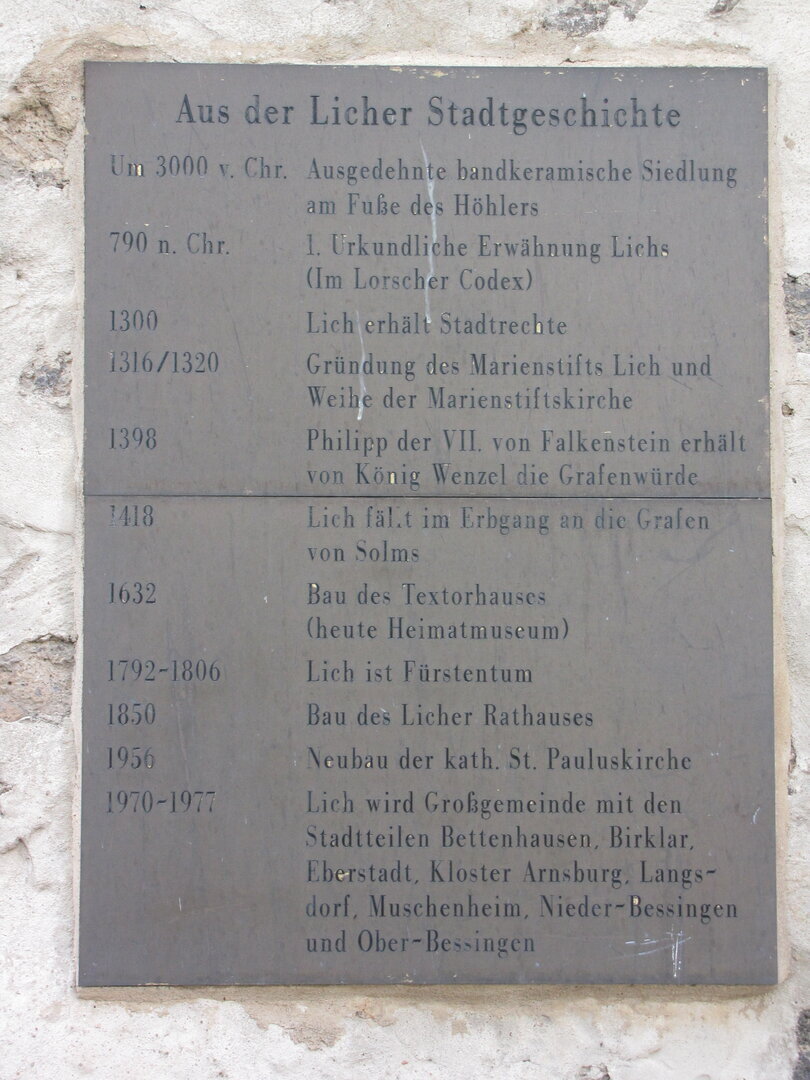 Aus der Licher Stadtgeschichte
Um 3000 v. Chr. Ausgedehnte bandkeramische Siedlung
am Fuße des Höhlers
790 n. Chr. 1. Urkundliche Erwähnung Lichs
(Im Lorscher Codex)
1300 Lich erhält Stadtrechte
1316/1320 Gründung des Marienstifts Lich und
Weihe der Marienstiftskirche
1398 Philipp der VII. von Falkenstein erhält
von König Wenzel die Grafenwürde
1418 Lich fällt im Erbgang an die Grafen
von Solms
1632 Bau des Textorhauses
(heute Heimatmuseum)
1792-1806 Lich ist Fürstentum
1850 Bau des Licher Rathauses
1956 Neubau der kath. St. Pauluskirche
1970-1977 Lich wird Großgemeinde mit den
Stadtteilen Bettenhausen, Birklar,
Eberstadt, Kloster Arnsburg, Langs-
dorf, Muschenheim, Nieder-Bessingen
und Ober-Bessingen